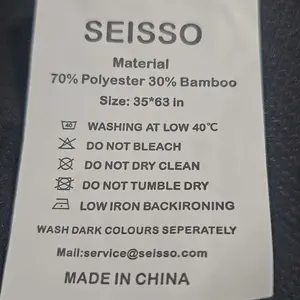 SEISSO
Material
70% Polyester 30% Bamboo
Size: 35*63 in
40 WASHING AT LOW 40℃
DO NOT BLEACH
DO NOT DRY CLEAN
DO NOT TUMBLE DRY
LOW IRON BACKIRONING
WASH DARK COLOURS SEPERATELY
Mail:service@seisso.com
MADE IN CHINA